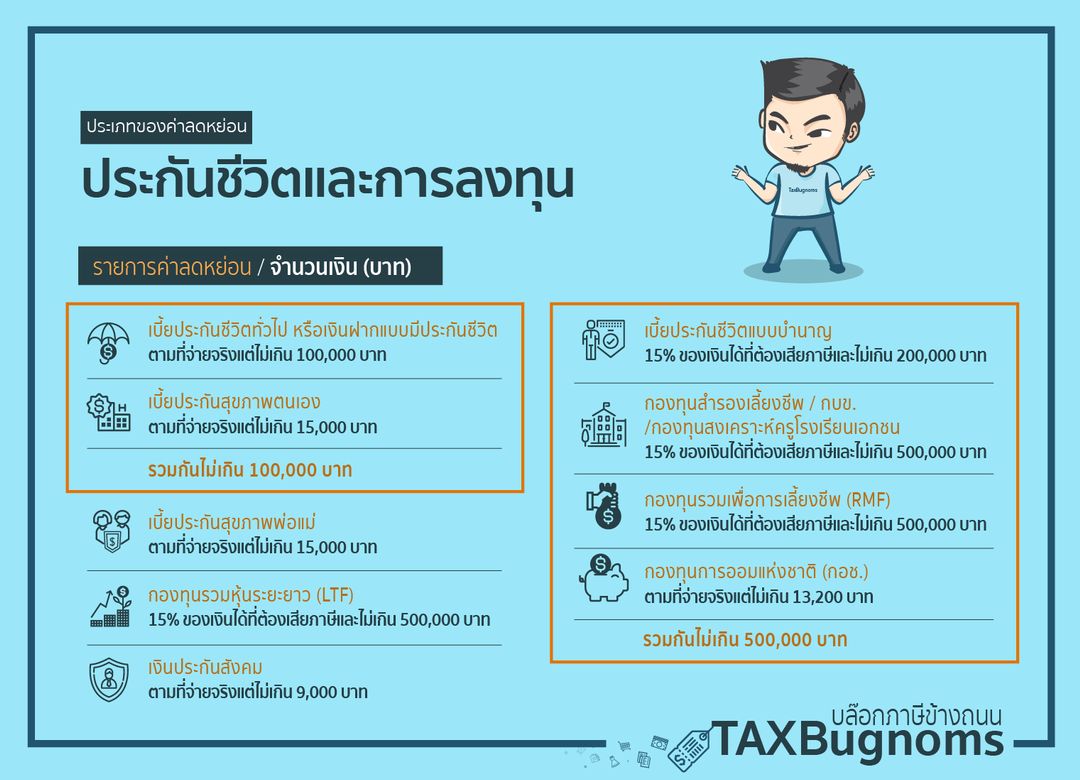 ประเภทของค่าลดหย่อน
ประกันชีวิตและการลงทุน
TaxBugnoms
รายการค่าลดหย่อน / จำนวนเงิน (บาท)
เบี้ยประกันชีวิตทั่วไป หรือเงินฝากแบบมีประกันชีวิต
ตามที่จ่ายจริงแต่ไม่เกิน 100,000 บาท
เบี้ยประกันสุขภาพตนเอง
ตามที่จ่ายจริงแต่ไม่เกิน 15,000 บาท
รวมกันไม่เกิน 100,000 บาท
เบี้ยประกันสุขภาพพ่อแม่
ตามที่จ่ายจริงแต่ไม่เกิน 15,000 บาท
กองทุนรวมหุ้นระยะยาว (LTF)
15% ของเงินได้ที่ต้องเสียภาษีและไม่เกิน 500,000 บาท
เงินประกันสังคม
ตามที่จ่ายจริงแต่ไม่เกิน 9,000 บาท
เบี้ยประกันชีวิตแบบบำนาญ
15% ของเงินได้ที่ต้องเสียภาษีและไม่เกิน 200,000 บาท
กองทุนสำรองเลี้ยงชีพ / กบข.
/กองทุนสงเคราะห์ครูโรงเรียนเอกชน
15% ของเงินได้ที่ต้องเสียภาษีและไม่เกิน 500,000 บาท
กองทุนรวมเพื่อการเลี้ยงชีพ (RMF)
15% ของเงินได้ที่ต้องเสียภาษีและไม่เกิน 500,000 บาท
กองทุนการออมแห่งชาติ (กอช.)
ตามที่จ่ายจริงแต่ไม่เกิน 13,200 บาท
รวมกันไม่เกิน 500,000 บาท
บล๊อกภาษีข้างถนน
TAXBugnoms